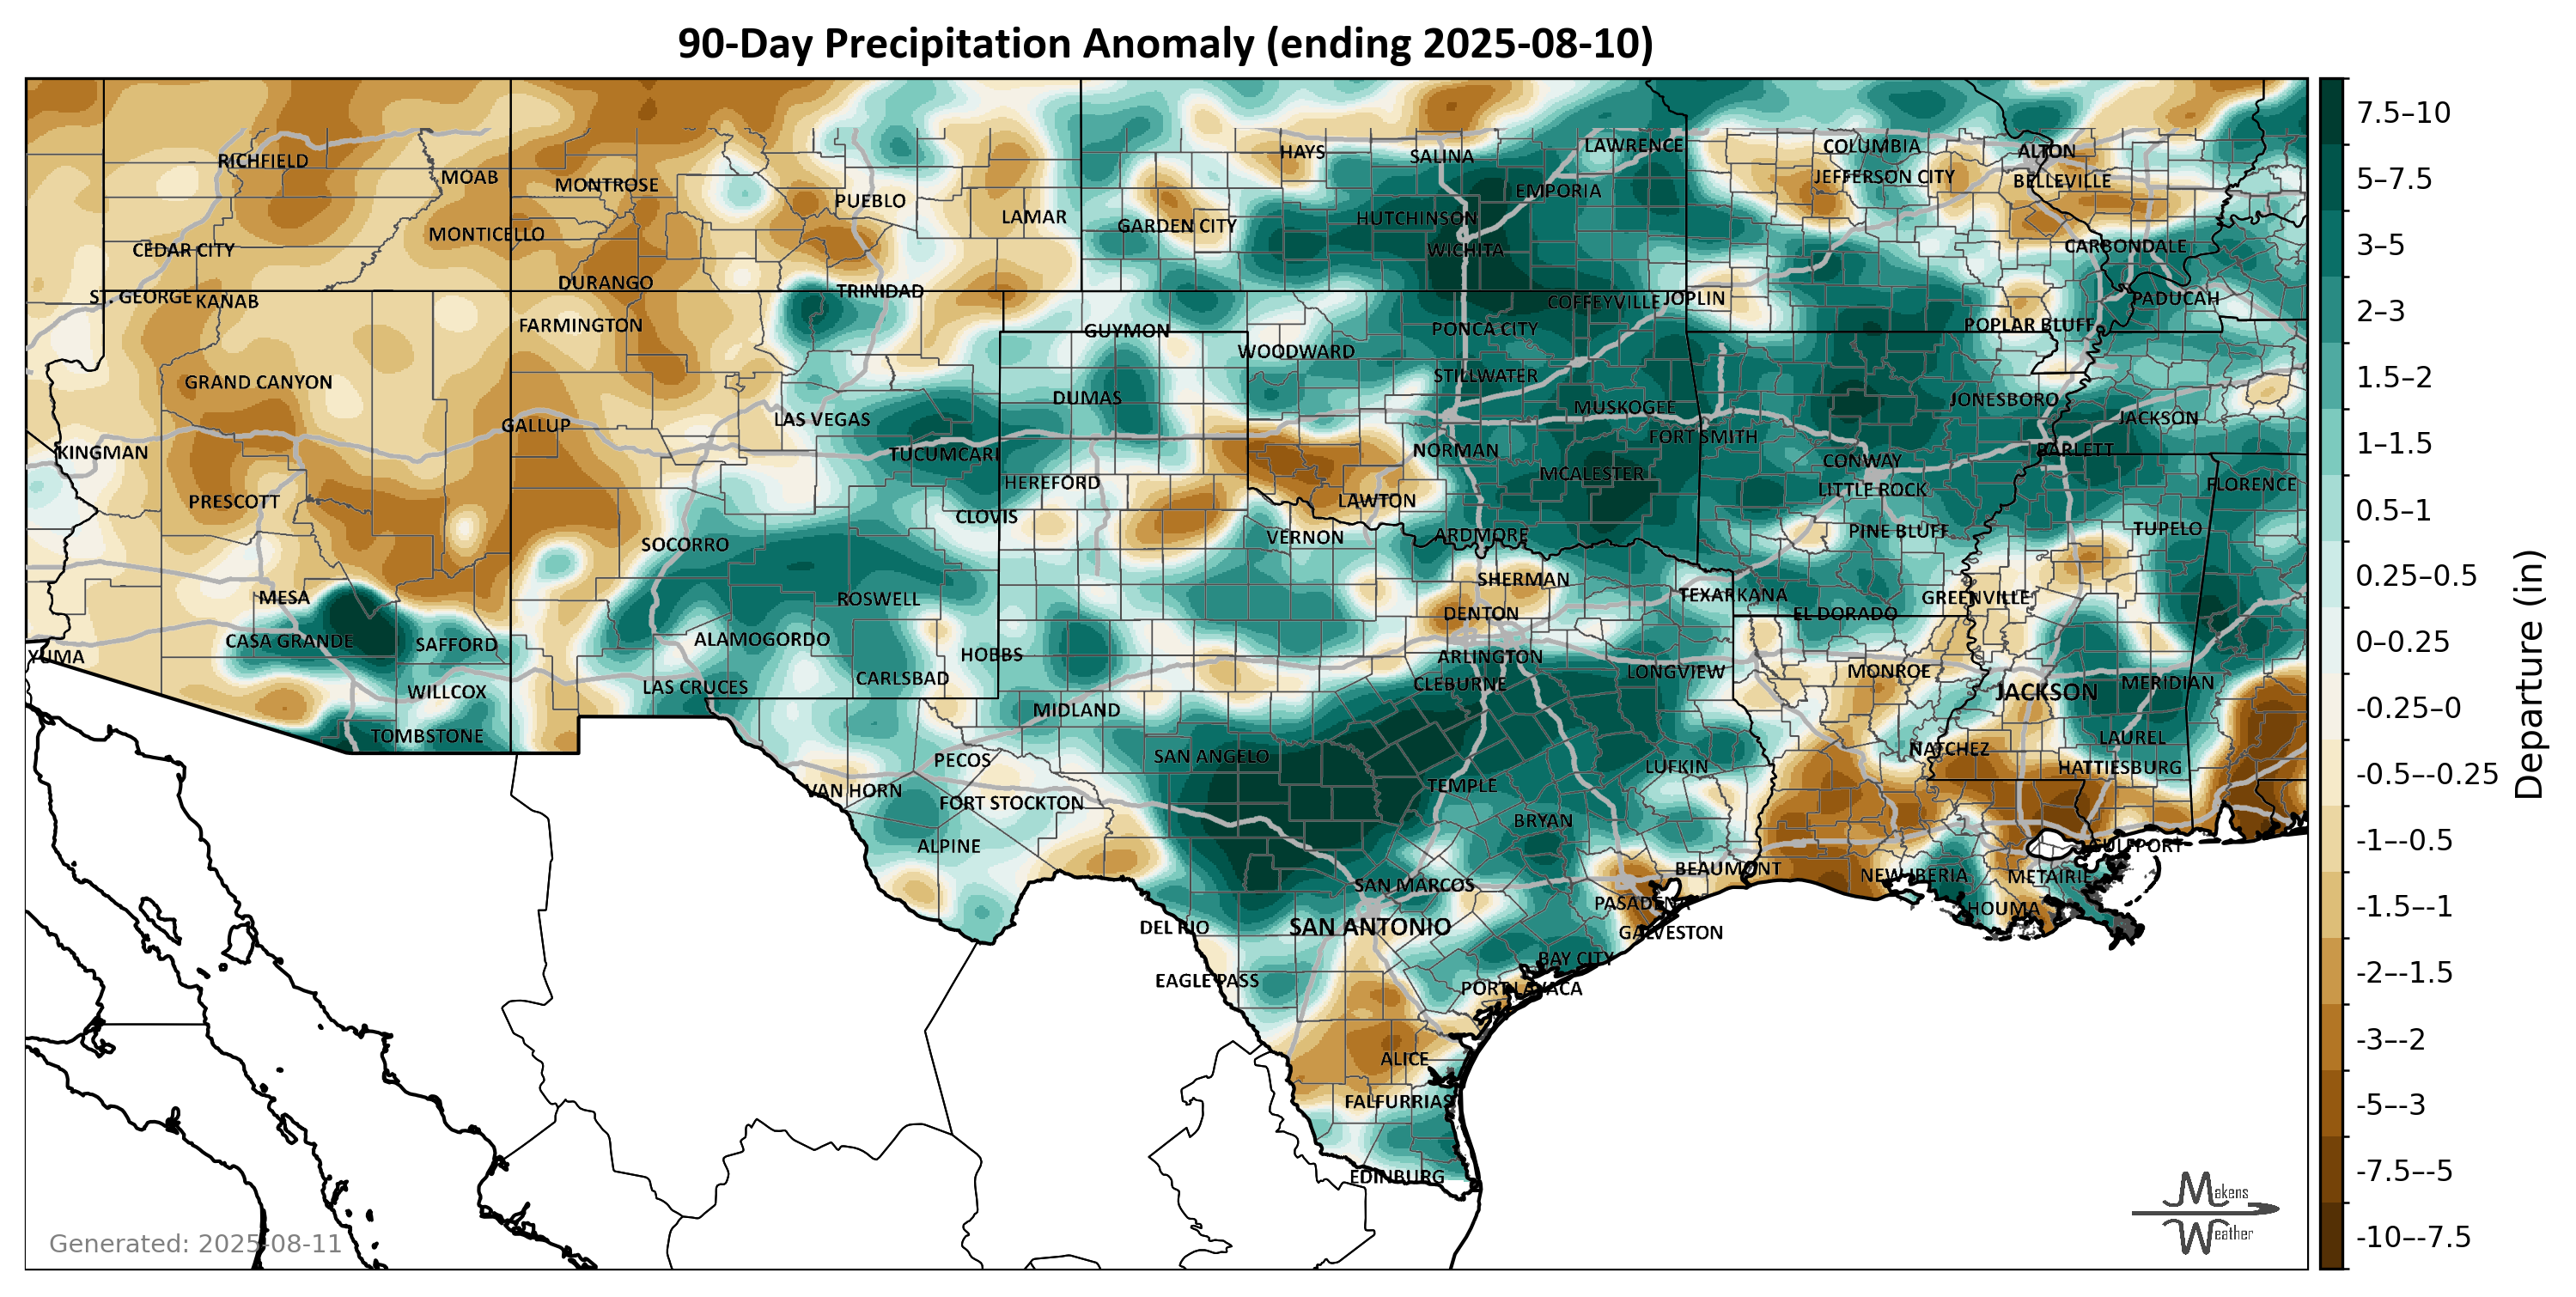 90-Day Precipitation Anomaly (ending 2025-08-10)
LAWRENCE COLUMBIA ALTON
RICHFIELD HAYS SALINA
MOAB MONTROSE JEFFERSON CITY BELLEVILLE
PUEBLO EMPORIA
LAMAR GARDEN CITY HUTCHINSON
MONTICELLO
CEDAR CITY WICHITA CARBONDALE
DURANGO TRINIDAD
ST. GEORGE KANAB COFFEYVILLE JOPLIN PADUCAH
FARMINGTON GUYMON PONCA CITY POPLAR BLUFF
WOODWARD
GRAND CANYON STILLWATER
DUMAS MUSKOGEE JONESBORO
GALLUP LAS VEGAS JACKSON
FORT SMITH
KINGMAN TUCUMCARI NORMAN BARLETT
CONWAY
HEREFORD MCALESTER FLORENCE
PRESCOTT LAWTON LITTLE ROCK
CLOVIS
SOCORRO VERNON ARDMORE PINE BLUFF TUPELO
SHERMAN
MESA ROSWELL TEXARKANA GREENVILLE
DENTON EL DORADO
CASA GRANDE SAFFORD ALAMOGORDO
YUMA HOBBS ARLINGTON
CARLSBAD LONGVIEW MONROE
WILLCOX LAS CRUCES CLEBURNE JACKSON MERIDIAN
MIDLAND
TOMBSTONE LAUREL
PECOS SAN ANGELO NATCHEZ
LUFKIN HATTIESBURG
VAN HORN FORT STOCKTON TEMPLE
BRYAN
ALPINE GULFPORT
BEAUMONT NEW IBERIA METAIRIE
SAN MARCOS
PASADENA HOUMA
DEL RIO SAN ANTONIO GALVESTON
BAY CITY
EAGLE PASS PORT LAVACA
ALICE
FALFURRIAS
EDINBURG
7.5–10
5–7.5
3–5
2–3
1.5–2
1–1.5
0.5–1
0.25–0.5
0–0.25
-0.25–0
-0.5–-0.25
-1–-0.5
-1.5–-1
-2–-1.5
-3–-2
-5–-3
-7.5–-5
-10–-7.5
Departure (in)
Generated: 2025-08-11
Makens
Weather